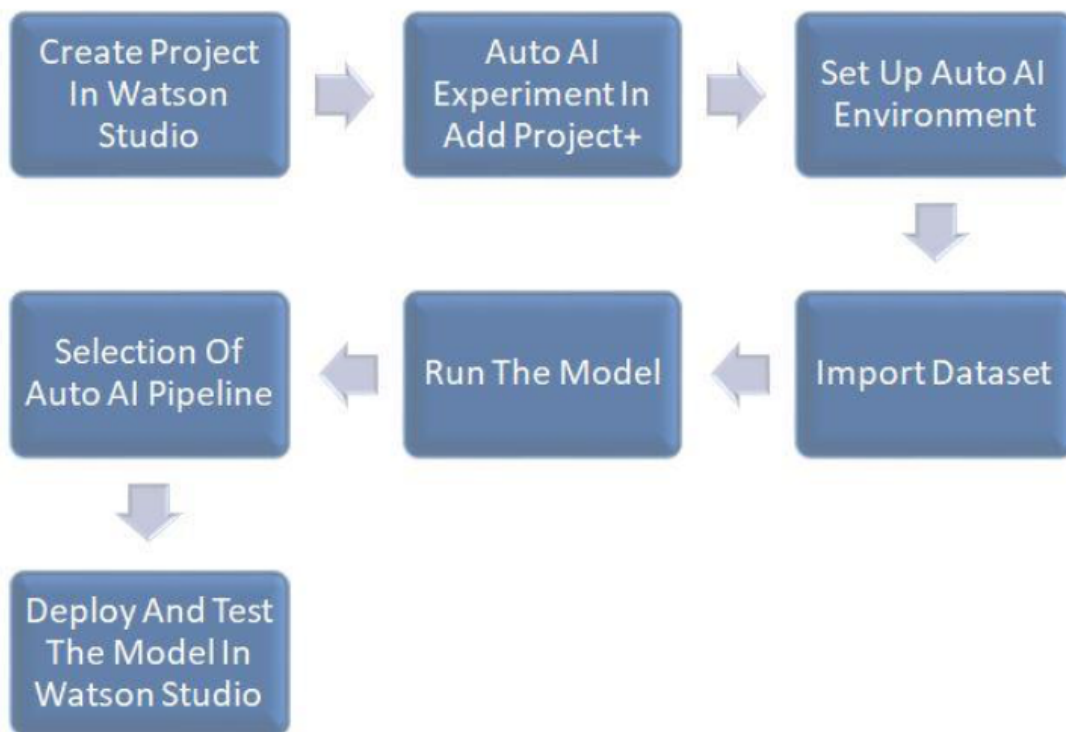 Create Project
In Watson
Studio
Auto AI
Experiment In
Add Project+
Set Up Auto AI
Environment
Import Dataset
Run The Model
Selection Of
Auto AI Pipeline
Deploy And Test
The Model In
Watson Studio